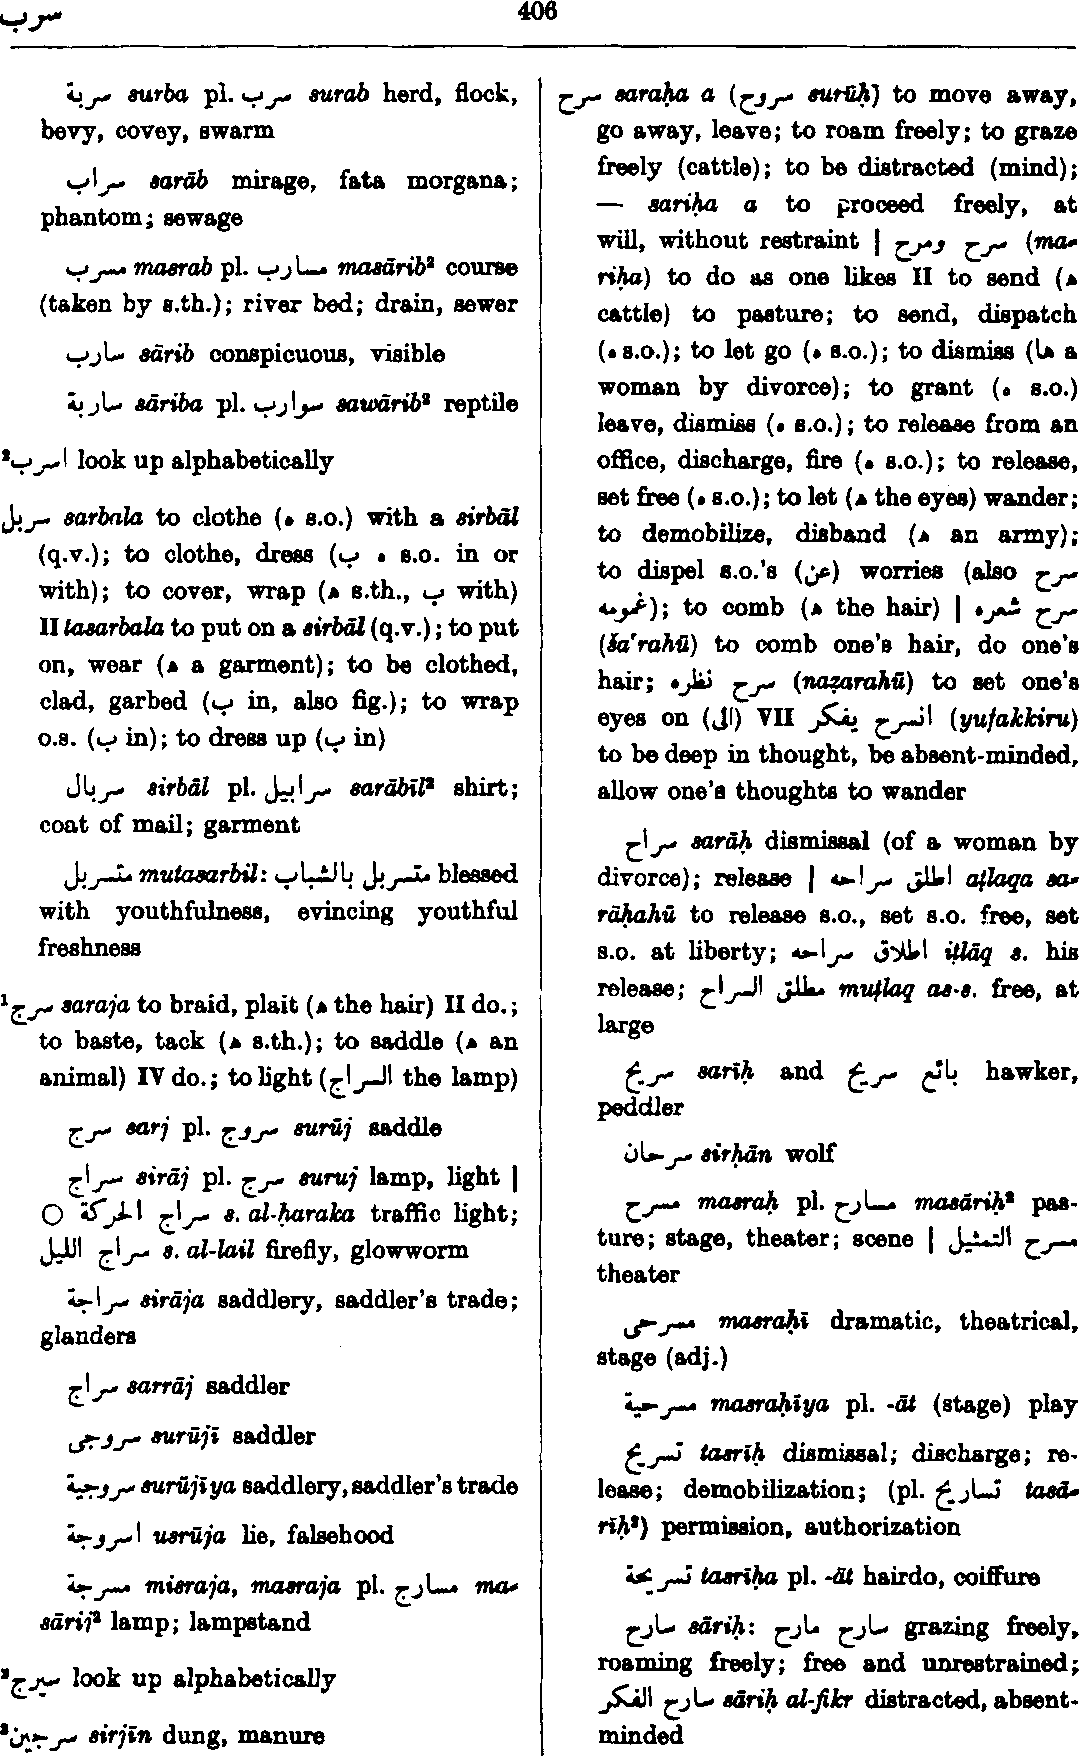 سرب
406
سربة surba pl. سرب surab herd, flock,
bevy, covey, swarm
سراب sarāb mirage, fata morgana;
phantom; sewage
مسرب masrab pl. مسارب masārib² course
(taken by s.th.); river bed; drain, sewer
سارب sārib conspicuous, visible
ساربة sāriba pl. سوارب sawārib² reptile
²اسرب look up alphabetically
سربل sarbala to clothe (ه s.o.) with a sirbāl
(q.v.); to clothe, dress (ب ه s.o. in or
with); to cover, wrap (ھ s.th., ب with)
II tasarbala to put on a sirbāl (q.v.); to put
on, wear (ھ a garment); to be clothed,
clad, garbed (ب in, also fig.); to wrap
o.s. (ب in); to dress up (ب in)
سربال sirbāl pl. سرابيل sarābīl² shirt;
coat of mail; garment
متسربل mutasarbil: متسربل بالشباب blessed
with youthfulness, evincing youthful
freshness
¹سرج saraja to braid, plait (ھ the hair) II do.;
to baste, tack (ھ s.th.); to saddle (ھ an
animal) IV do.; to light (السراج the lamp)
سرج sarj pl. سروج surūj saddle
سراج sirāj pl. سرج suruj lamp, light |
○ سراج الحركة s. al-ḥaraka traffic light;
سراج الليل s. al-lail firefly, glowworm
سراجة sirāja saddlery, saddler's trade;
glanders
سراج sarrāj saddler
سروجى surūjī saddler
سروجية surūjīya saddlery, saddler's trade
اسروجة usrūja lie, falsehood
مسرجة misraja, masraja pl. مسارج ma-
sārij² lamp; lampstand
²سيرج look up alphabetically
³سرجين sirjīn dung, manure
سرح saraḥa a (سروح surūḥ) to move away,
go away, leave; to roam freely; to graze
freely (cattle); to be distracted (mind);
— sariḥa a to proceed freely, at
will, without restraint | سرح ومرح (ma-
riḥa) to do as one likes II to send (ھ
cattle) to pasture; to send, dispatch
(ه s.o.); to let go (ه s.o.); to dismiss (ها a
woman by divorce); to grant (ه s.o.)
leave, dismiss (ه s.o.); to release from an
office, discharge, fire (ه s.o.); to release,
set free (ه s.o.); to let (ھ the eyes) wander;
to demobilize, disband (ھ an army);
to dispel s.o.'s (عن) worries (also سرح
غمومه); to comb (ھ the hair) | سرح شعره
(ša'rahū) to comb one's hair, do one's
hair; سرح نظره (naẓarahū) to set one's
eyes on (الى) VII انسرح يفكر (yufakkiru)
to be deep in thought, be absent-minded,
allow one's thoughts to wander
سراح sarāḥ dismissal (of a woman by
divorce); release | اطلق سراحه aṭlaqa sa-
rāḥahū to release s.o., set s.o. free, set
s.o. at liberty; اطلاق سراحه iṭlāq s. his
release; مطلق السراح muṭlaq as-s. free, at
large
سريح sarīḥ and بائع سريح hawker,
peddler
سرحان sirḥān wolf
مسرح masraḥ pl. مسارح masāriḥ² pas-
ture; stage, theater; scene | مسرح التمثيل
theater
مسرحى masraḥī dramatic, theatrical,
stage (adj.)
مسرحية masraḥīya pl. -āt (stage) play
تسريح tasrīḥ dismissal; discharge; re-
lease; demobilization; (pl. تساريح tasā-
rīḥ²) permission, authorization
تسريحة tasrīḥa pl. -āt hairdo, coiffure
سارح sāriḥ: سارح مارح grazing freely,
roaming freely; free and unrestrained;
سارح الفكر sāriḥ al-fikr distracted, absent-
minded